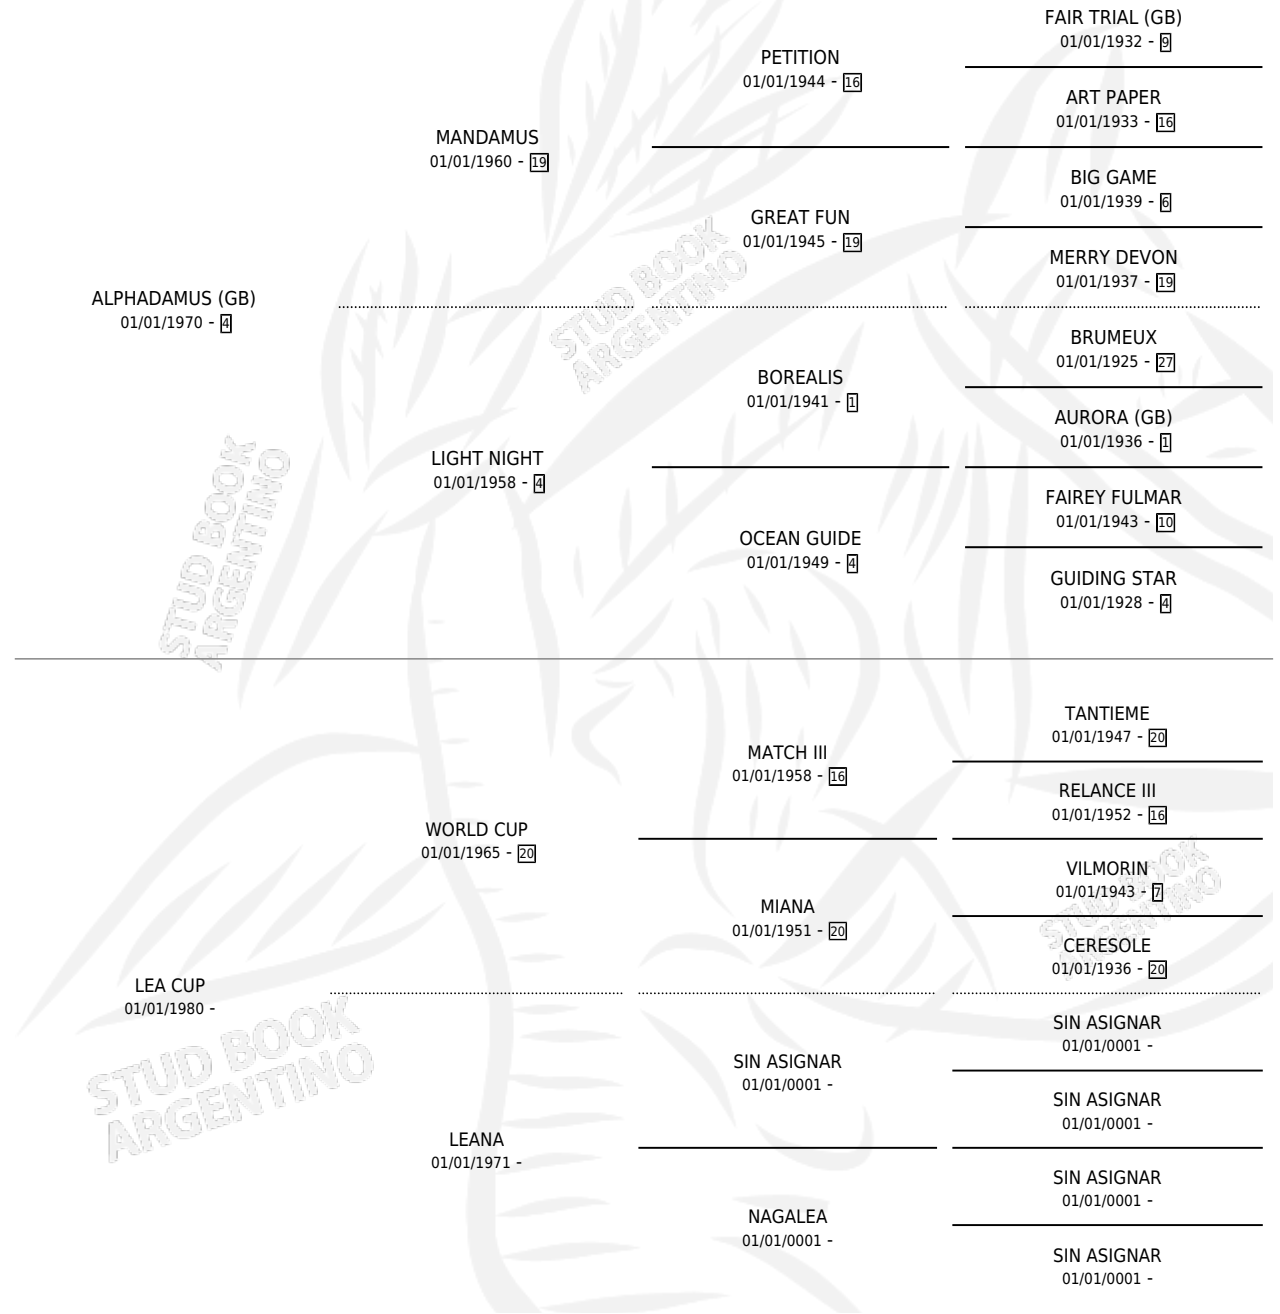 FAIR TRIAL (GB)
01/01/1932 - 9
PETITION
01/01/1944 - 16
ART PAPER
01/01/1933 - 16
MANDAMUS
01/01/1960 - 19
BIG GAME
01/01/1939 - 6
GREAT FUN
01/01/1945 - 19
MERRY DEVON
01/01/1937 - 19
ALPHADAMUS (GB)
01/01/1970 - 4
BRUMEUX
01/01/1925 - 27
BOREALIS
01/01/1941 - 1
AURORA (GB)
01/01/1936 - 1
LIGHT NIGHT
01/01/1958 - 4
FAIREY FULMAR
01/01/1943 - 10
OCEAN GUIDE
01/01/1949 - 4
GUIDING STAR
01/01/1928 - 4
TANTIEME
01/01/1947 - 20
MATCH III
01/01/1958 - 16
RELANCE III
01/01/1952 - 16
WORLD CUP
01/01/1965 - 20
VILMORIN
01/01/1943 - 7
MIANA
01/01/1951 - 20
CERESOLE
01/01/1936 - 20
LEA CUP
01/01/1980 -
SIN ASIGNAR
01/01/0001 -
SIN ASIGNAR
01/01/0001 -
SIN ASIGNAR
01/01/0001 -
LEANA
01/01/1971 -
SIN ASIGNAR
01/01/0001 -
NAGALEA
01/01/0001 -
SIN ASIGNAR
01/01/0001 -
STUD BOOK
ARGENTINO
STUD BOOK
ARGENTINO
STUD BOOK
ARGENTINO
STUD BOOK
ARGENTINO